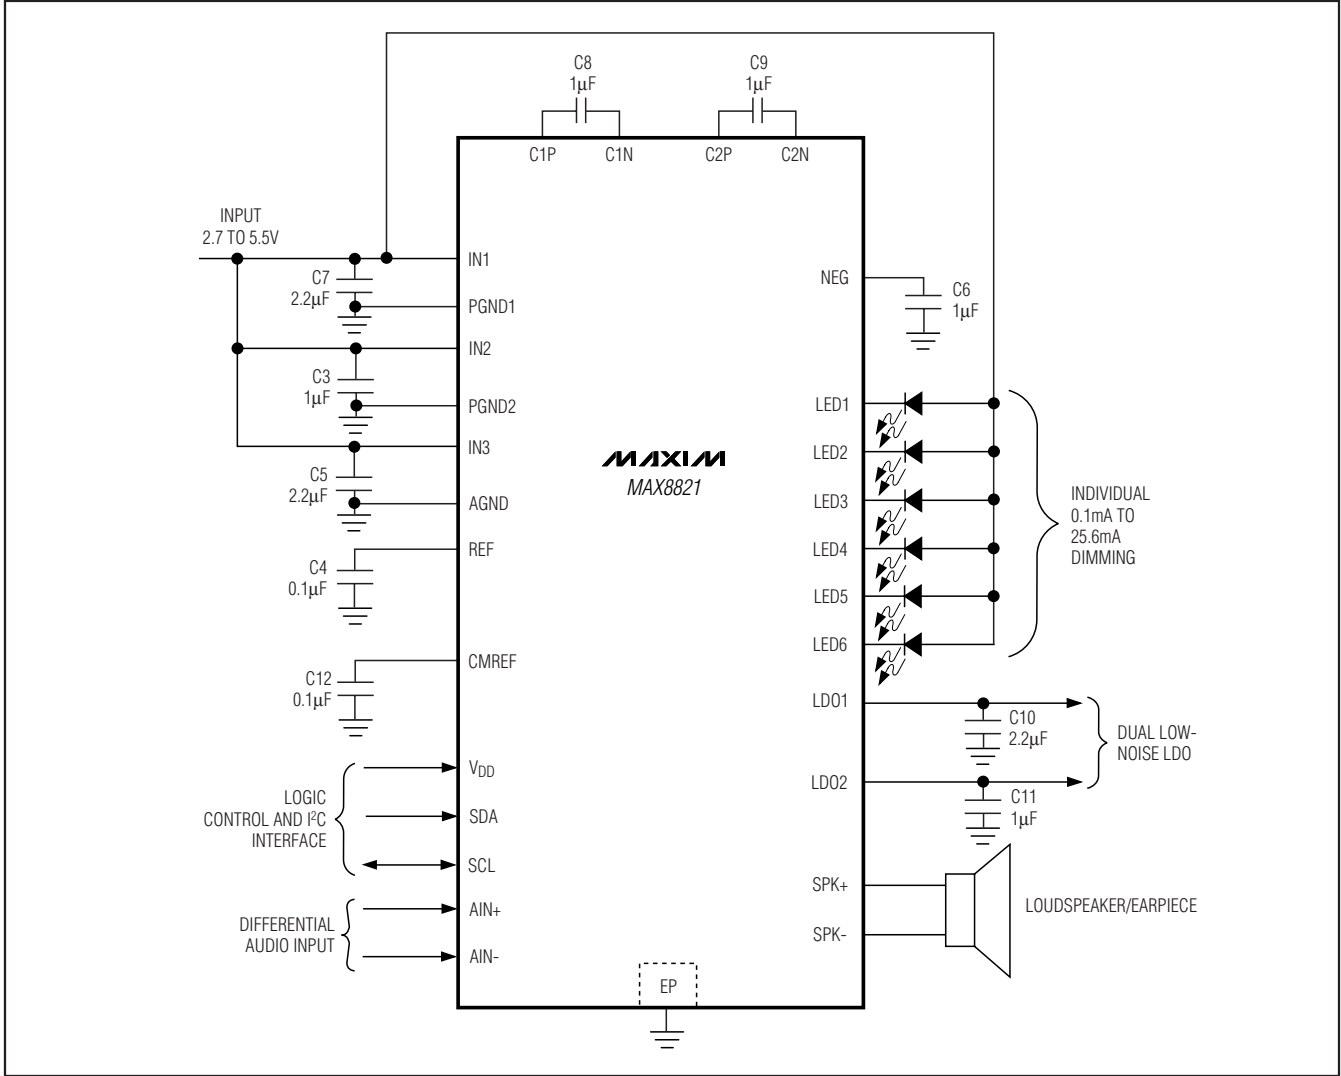 C8
1µF
C9
1µF
C1P
C1N
C2P
C2N
INPUT
2.7 TO 5.5V
IN1
C7
2.2µF
PGND1
IN2
C3
1µF
PGND2
IN3
C5
2.2µF
AGND
REF
C4
0.1µF
CMREF
C12
0.1µF
VDD
LOGIC
CONTROL AND I²C
INTERFACE
SDA
SCL
AIN+
DIFFERENTIAL
AUDIO INPUT
AIN-
MAXIM
MAX8821
EP
NEG
C6
1µF
LED1
LED2
LED3
LED4
LED5
LED6
INDIVIDUAL
0.1mA TO
25.6mA
DIMMING
LDO1
C10
2.2µF
DUAL LOW-
NOISE LDO
LDO2
C11
1µF
SPK+
SPK-
LOUDSPEAKER/EARPIECE